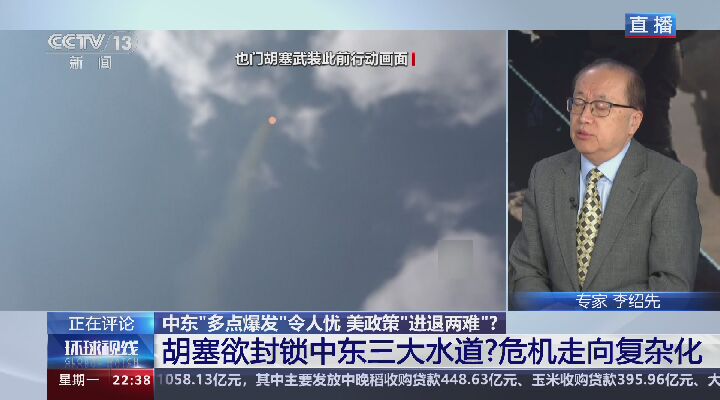 CCTV 13
新闻
也门胡塞武装此前行动画面
直播
专家 李绍先
正在评论
中东"多点爆发"令人忧 美政策"进退两难"?
环球视线
胡塞欲封锁中东三大水道?危机走向复杂化
星期一 22:38
1058.13亿元，其中主要发放中晚稻收购贷款448.63亿元、玉米收购贷款395.96亿元、大